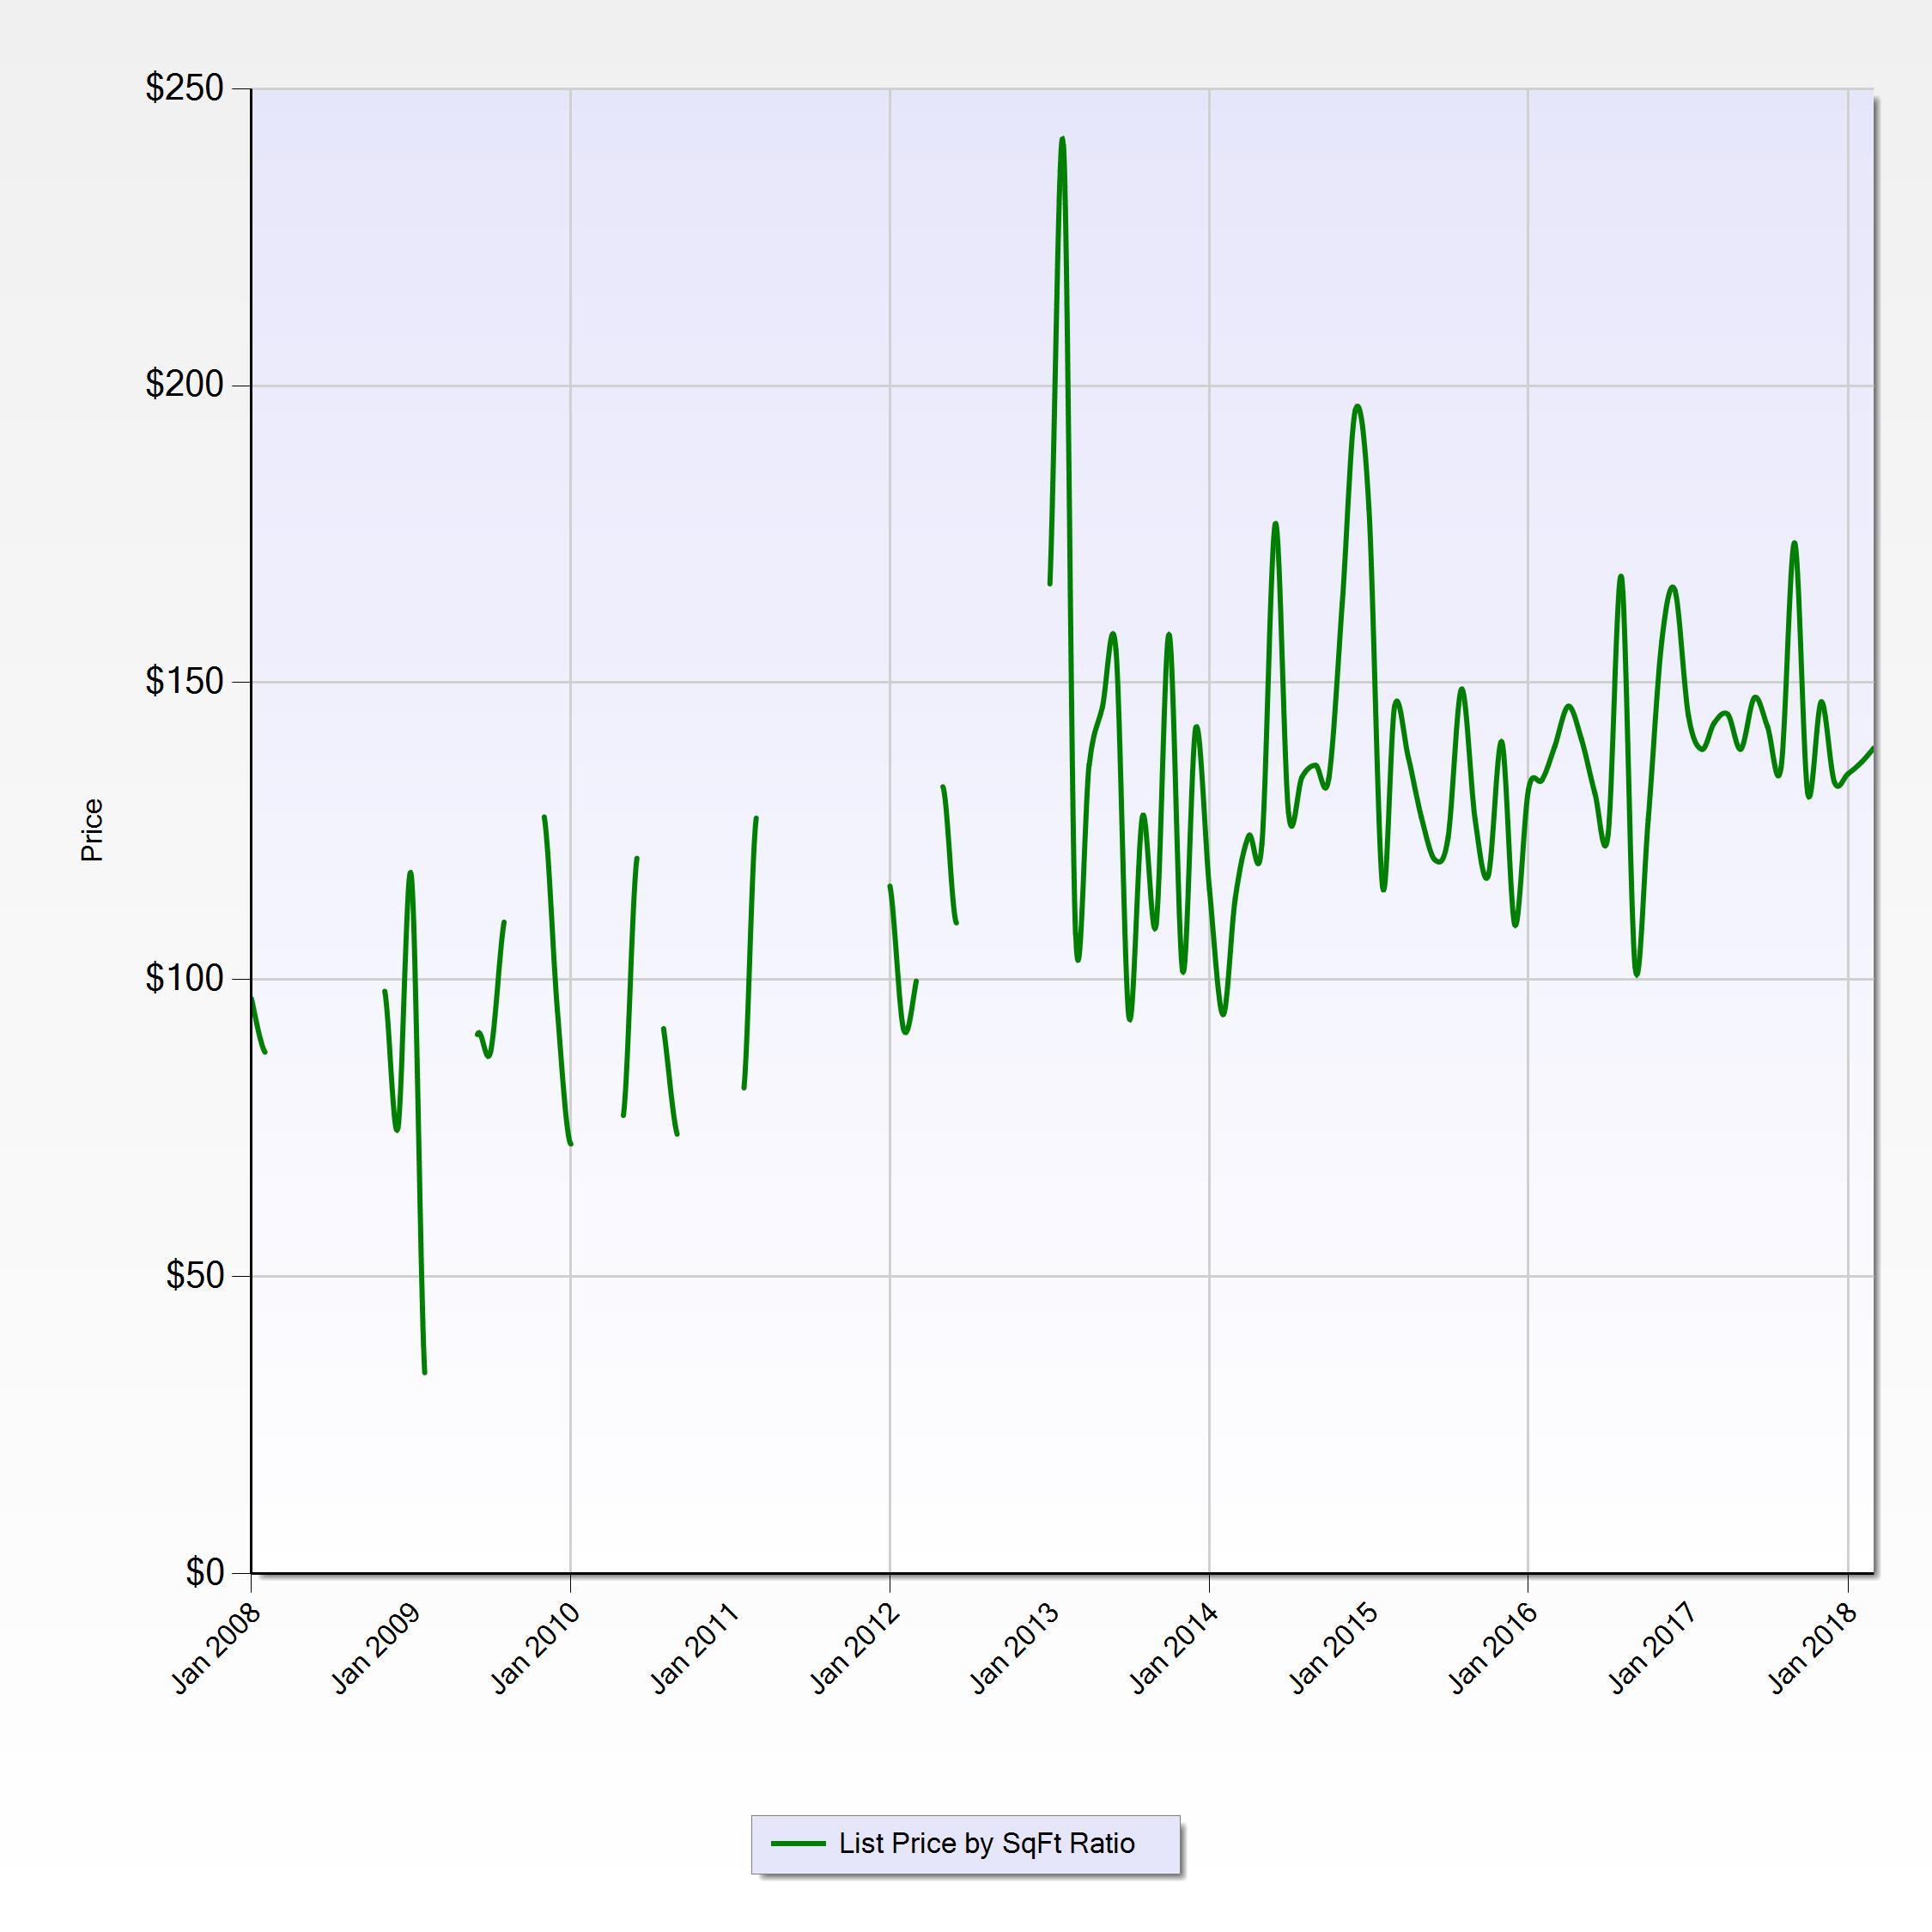 $250
$200
$150
$100
$50
$0
Price
Jan 2008
Jan 2009
Jan 2010
Jan 2011
Jan 2012
Jan 2013
Jan 2014
Jan 2015
Jan 2016
Jan 2017
Jan 2018
List Price by SqFt Ratio